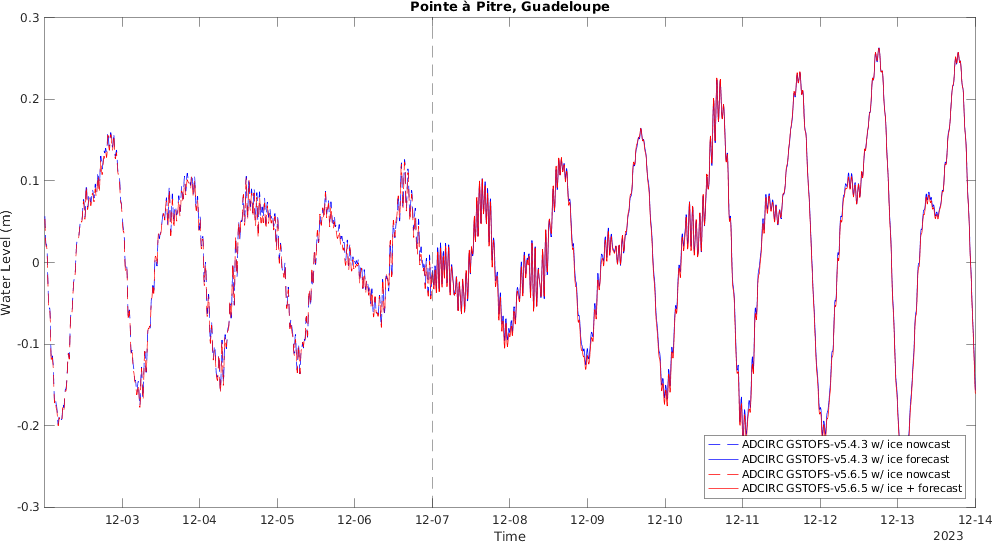 Pointe à Pitre, Guadeloupe
0.3
0.2
0.1
0
-0.1
-0.2
-0.3
Water Level (m)
ADCIRC GSTOFS-v5.4.3 w/ ice nowcast
ADCIRC GSTOFS-v5.4.3 w/ ice forecast
ADCIRC GSTOFS-v5.6.5 w/ ice nowcast
ADCIRC GSTOFS-v5.6.5 w/ ice + forecast
12-03 12-04 12-05 12-06 12-07 12-08 12-09 12-10 12-11 12-12 12-13 12-14
Time
2023